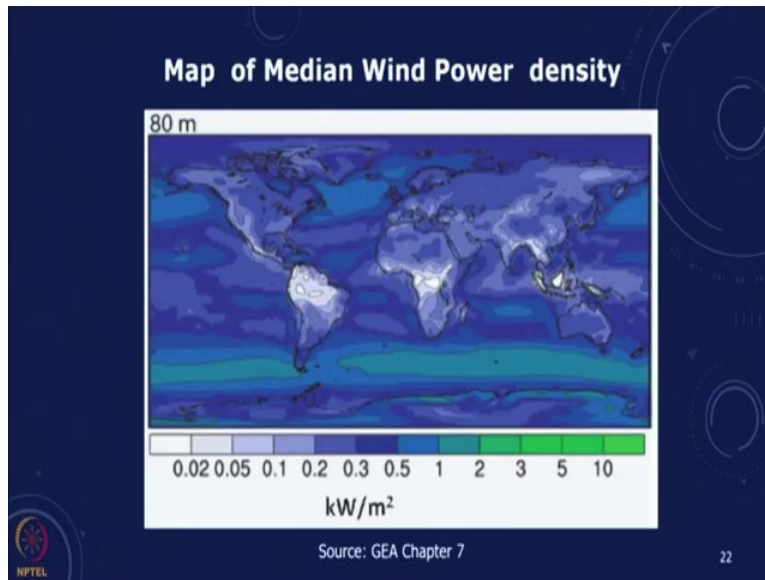 Map of Median Wind Power density
80 m
0.02 0.05 0.1 0.2 0.3 0.5 1 2 3 5 10
kW/m²
Source: GEA Chapter 7
22
NPTEL